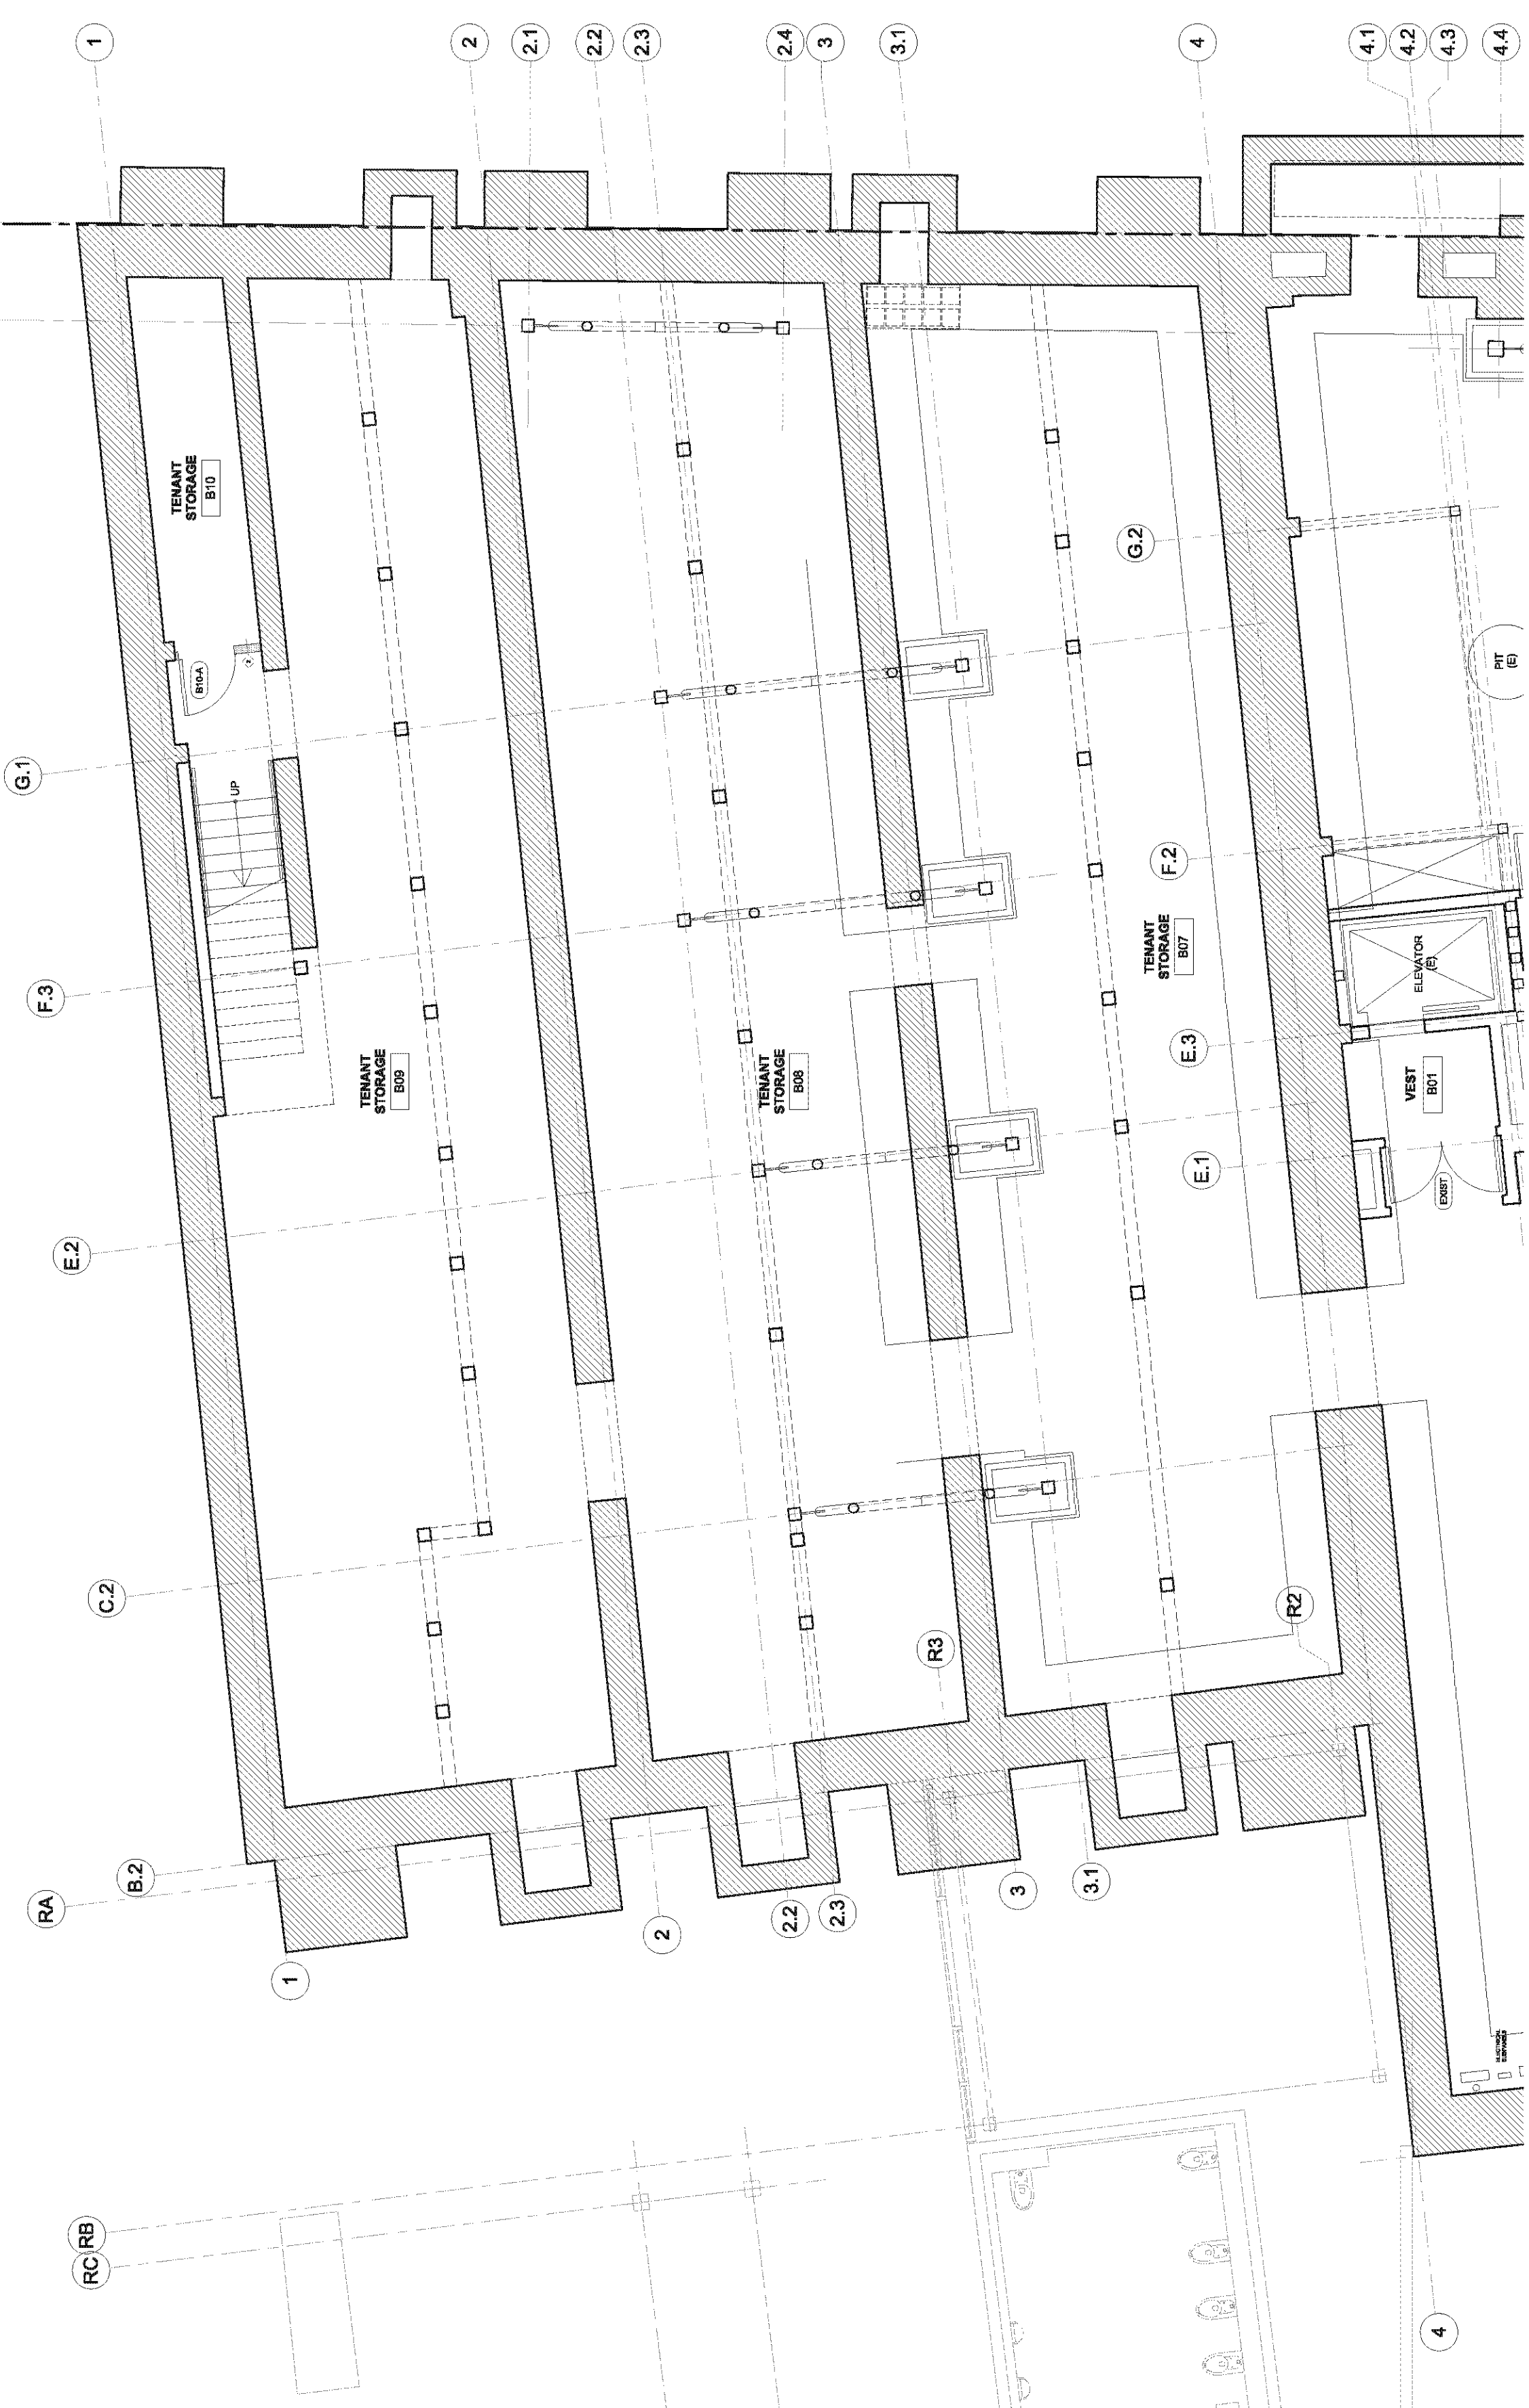 1
2
2.1
2.2
2.3
2.4
3
3.1
4
4.1
4.2
4.3
4.4
TENANT
STORAGE
B10
B10-A
G.1
UP
G.2
PIT
(E)
F.3
F.2
TENANT
STORAGE
B07
ELEVATOR
(E)
TENANT
STORAGE
B09
TENANT
STORAGE
B08
E.3
VEST
B01
E.2
E.1
EXIST
C.2
R3
R2
RA
B.2
1
2
2.2
2.3
3
3.1
RB
RC
4